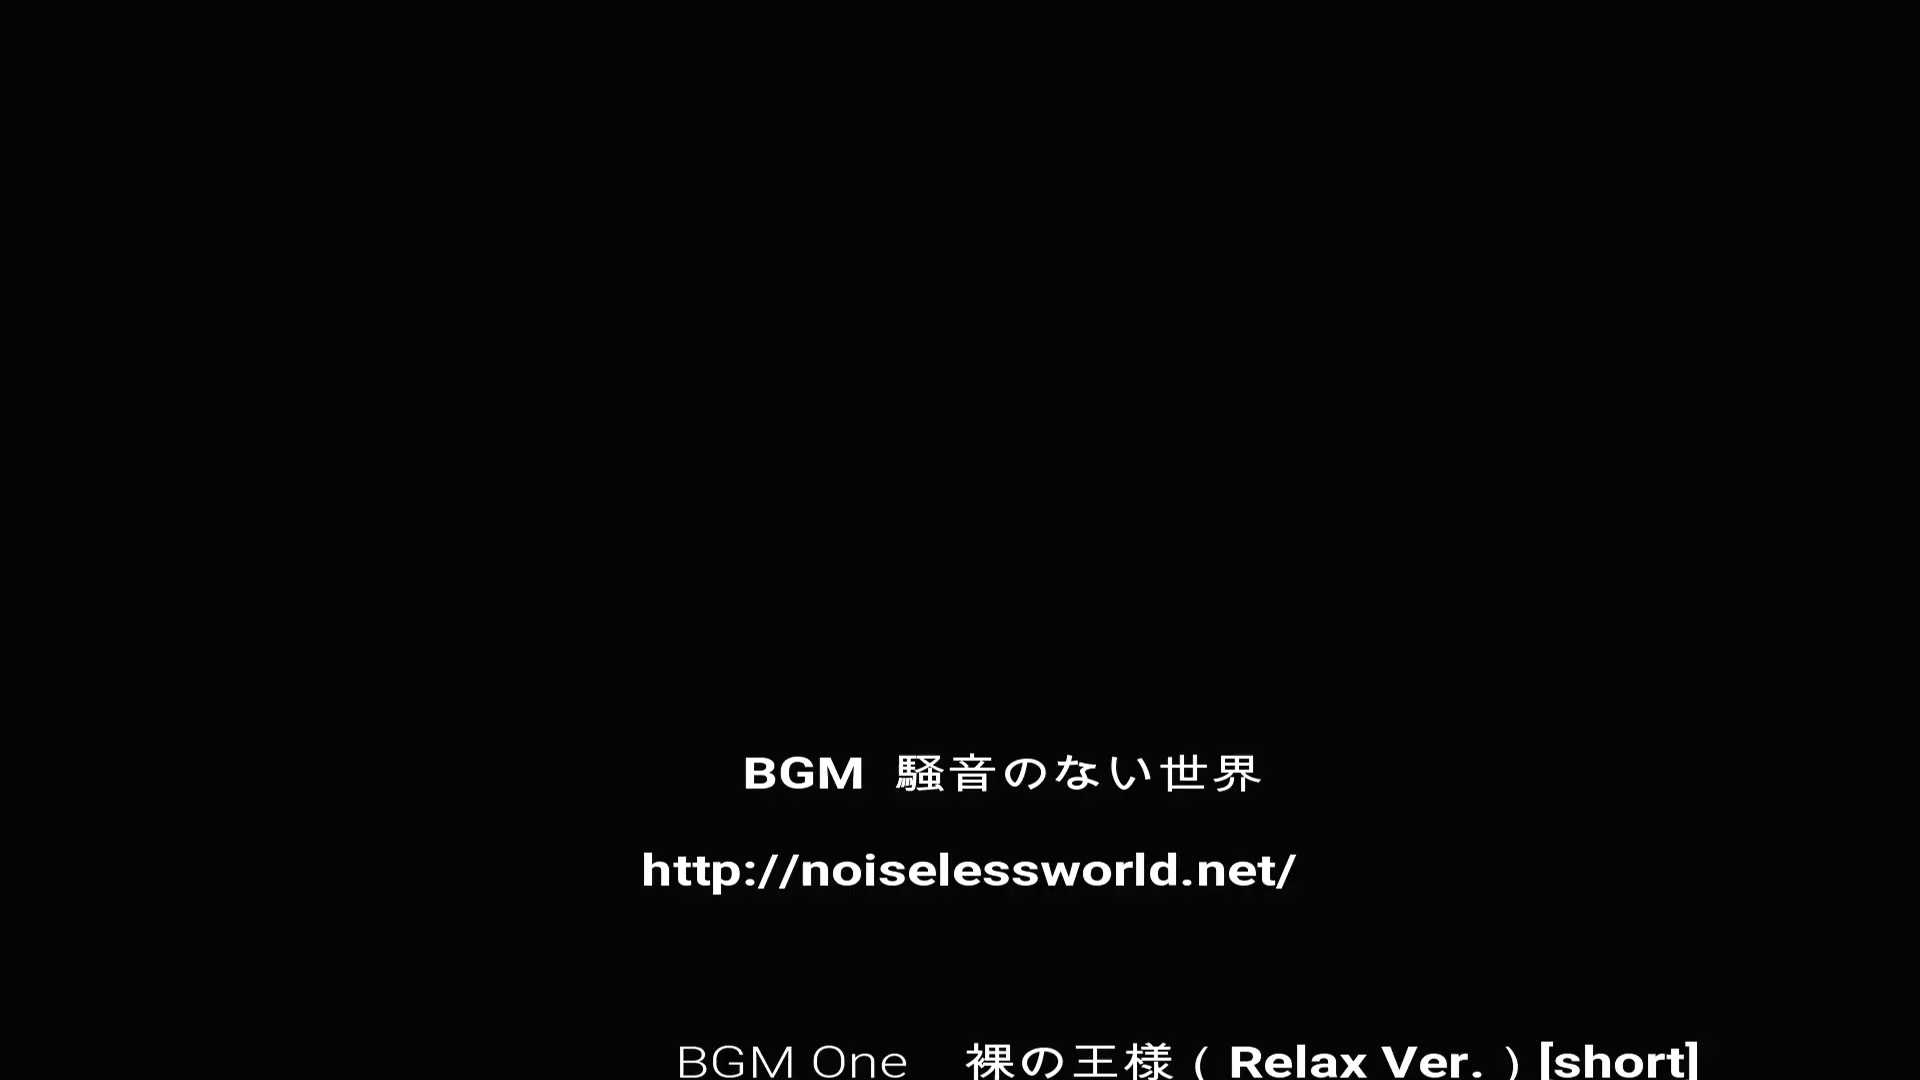 BGM 騒音のない世界
http://noiselessworld.net/
BGM One 裸の王様 ( Relax Ver. ) [short]